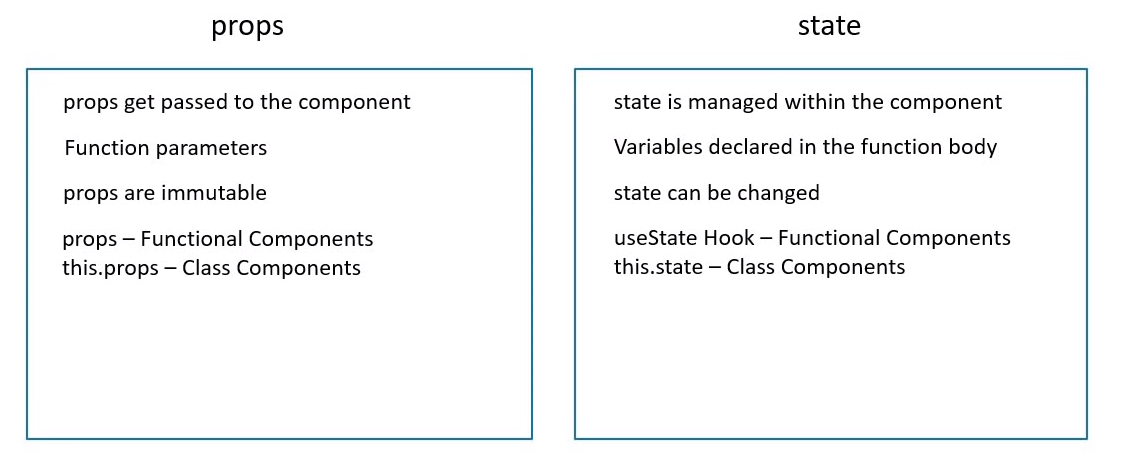 props
props get passed to the component
Function parameters
props are immutable
props – Functional Components
this.props – Class Components
state
state is managed within the component
Variables declared in the function body
state can be changed
useState Hook – Functional Components
this.state – Class Components